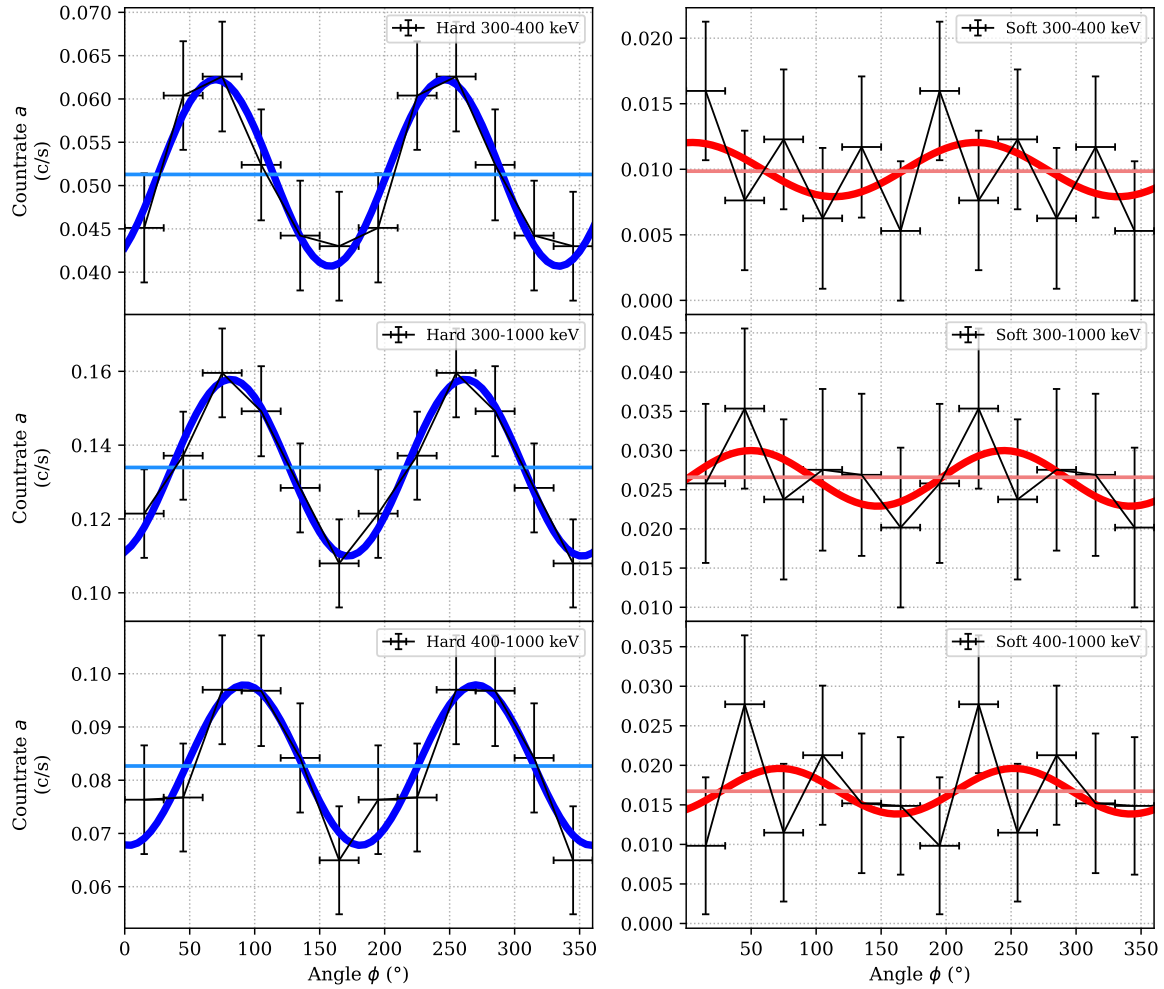 Hard 300-400 keV
0.070
0.065
0.060
0.055
0.050
0.045
0.040
Countrate a
(c/s)
Soft 300-400 keV
0.020
0.015
0.010
0.005
0.000
Hard 300-1000 keV
0.16
0.14
0.12
0.10
Countrate a
(c/s)
Soft 300-1000 keV
0.045
0.040
0.035
0.030
0.025
0.020
0.015
0.010
Hard 400-1000 keV
0.10
0.09
0.08
0.07
0.06
Countrate a
(c/s)
0 50 100 150 200 250 300 350
Angle ϕ (°)
Soft 400-1000 keV
0.035
0.030
0.025
0.020
0.015
0.010
0.005
0.000
50 100 150 200 250 300 350
Angle ϕ (°)